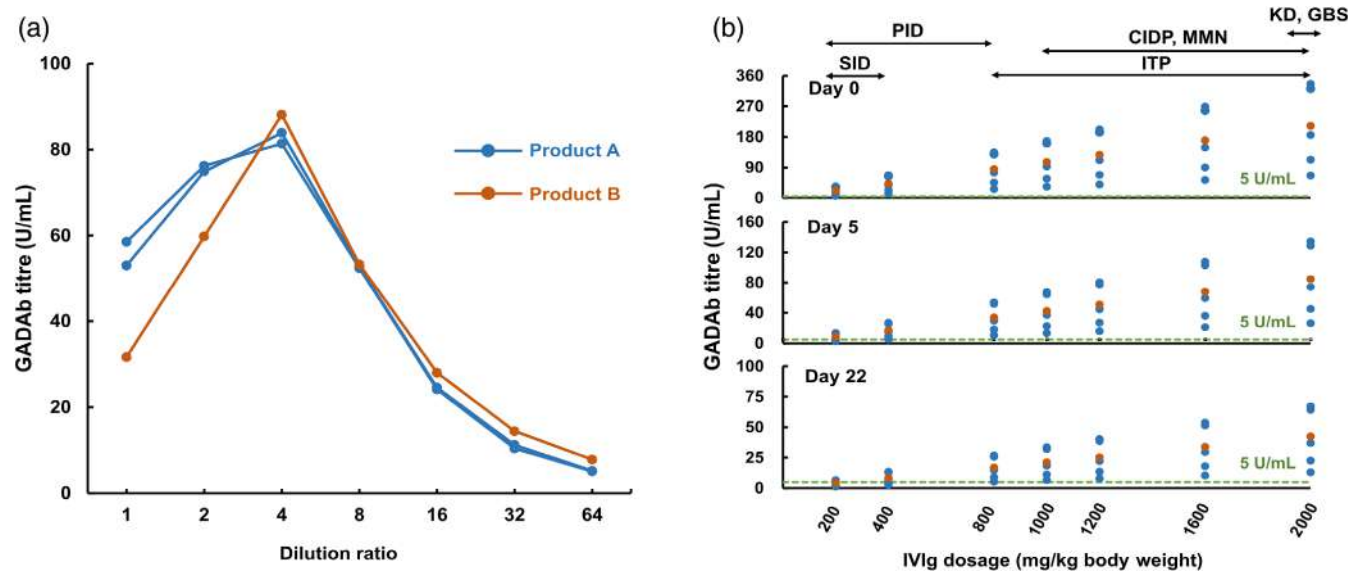 (a)
GADAb titre (U/mL)
100
80
60
40
20
0
1 2 4 8 16 32 64
Dilution ratio
Product A
Product B
(b)
KD, GBS
PID
CIDP, MMN
SID
ITP
GADAb titre (U/mL)
360
270
180
90
0
Day 0
5 U/mL
160
120
80
40
0
Day 5
5 U/mL
100
75
50
25
0
Day 22
5 U/mL
200 400 800 1000 1200 1600 2000
IVIg dosage (mg/kg body weight)